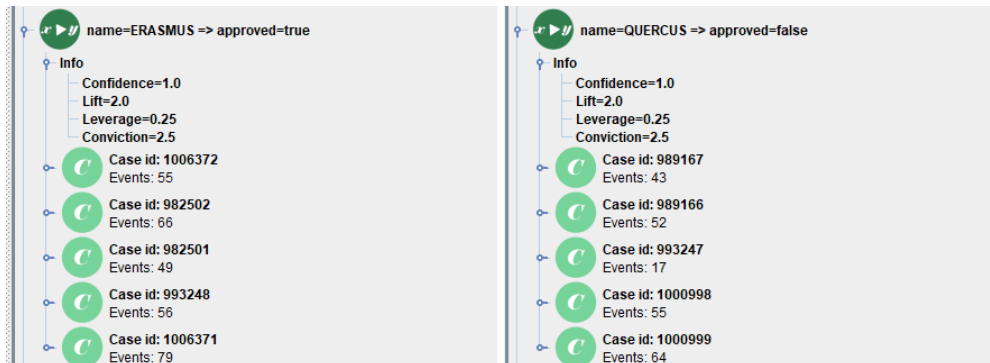 x▶y name=ERASMUS => approved=true
Info
Confidence=1.0
Lift=2.0
Leverage=0.25
Conviction=2.5
C Case id: 1006372
Events: 55
C Case id: 982502
Events: 66
C Case id: 982501
Events: 49
C Case id: 993248
Events: 56
C Case id: 1006371
Events: 79
x▶y name=QUERCUS => approved=false
Info
Confidence=1.0
Lift=2.0
Leverage=0.25
Conviction=2.5
C Case id: 989167
Events: 43
C Case id: 989166
Events: 52
C Case id: 993247
Events: 17
C Case id: 1000998
Events: 55
C Case id: 1000999
Events: 64